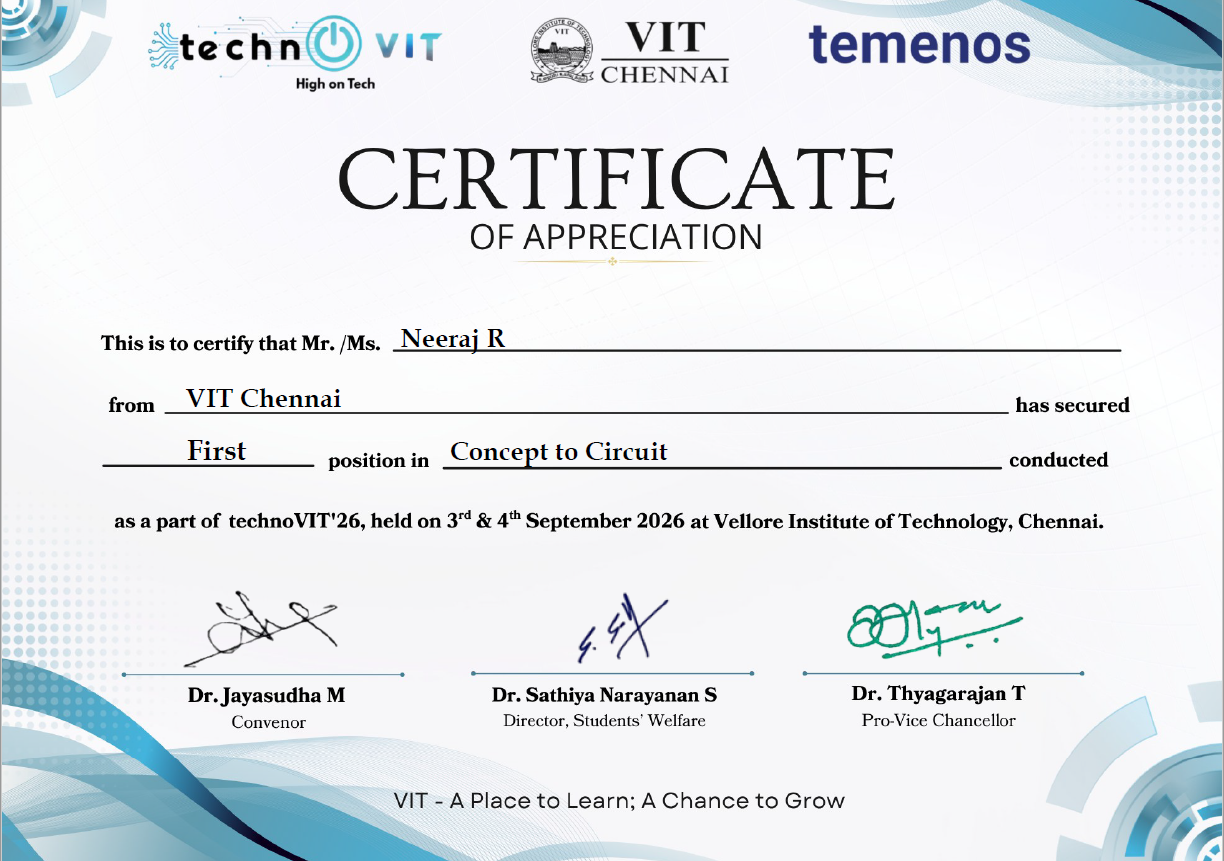 techno VIT
High on Tech
VIT
VIT
CHENNAI
temenos
CERTIFICATE
OF APPRECIATION
This is to certify that Mr. /Ms. Neeraj R
from VIT Chennai has secured
First position in Concept to Circuit conducted
as a part of technoVIT'26, held on 3rd & 4th September 2026 at Vellore Institute of Technology, Chennai.
Dr. Jayasudha M
Convenor
Dr. Sathiya Narayanan S
Director, Students' Welfare
Dr. Thyagarajan T
Pro-Vice Chancellor
VIT - A Place to Learn; A Chance to Grow